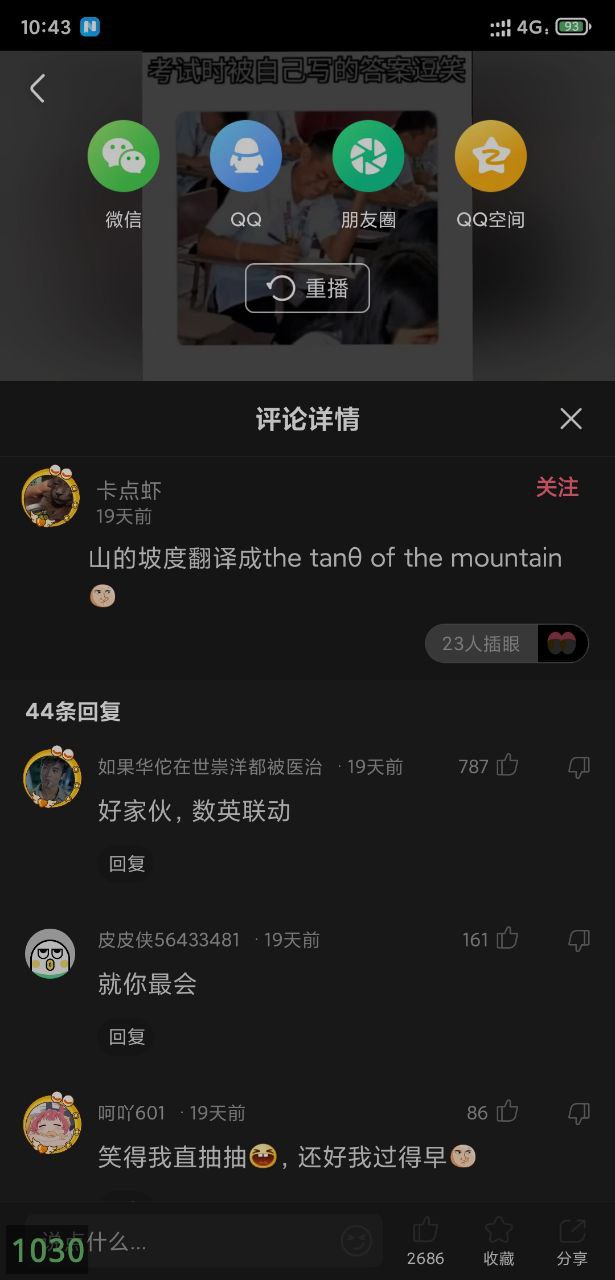 10:43
4G
93
考试时被自己写的答案逗笑
微信
QQ
朋友圈
QQ空间
重播
评论详情
卡点虾
关注
19天前
山的坡度翻译成the tanθ of the mountain
23人插眼
44条回复
如果华佗在世崇洋都被医治 · 19天前 787
好家伙，数英联动
回复
皮皮侠56433481 · 19天前 161
就你最会
回复
呵吖601 · 19天前 86
笑得我直抽抽，还好我过得早
说点什么...
1030
2686
收藏
分享